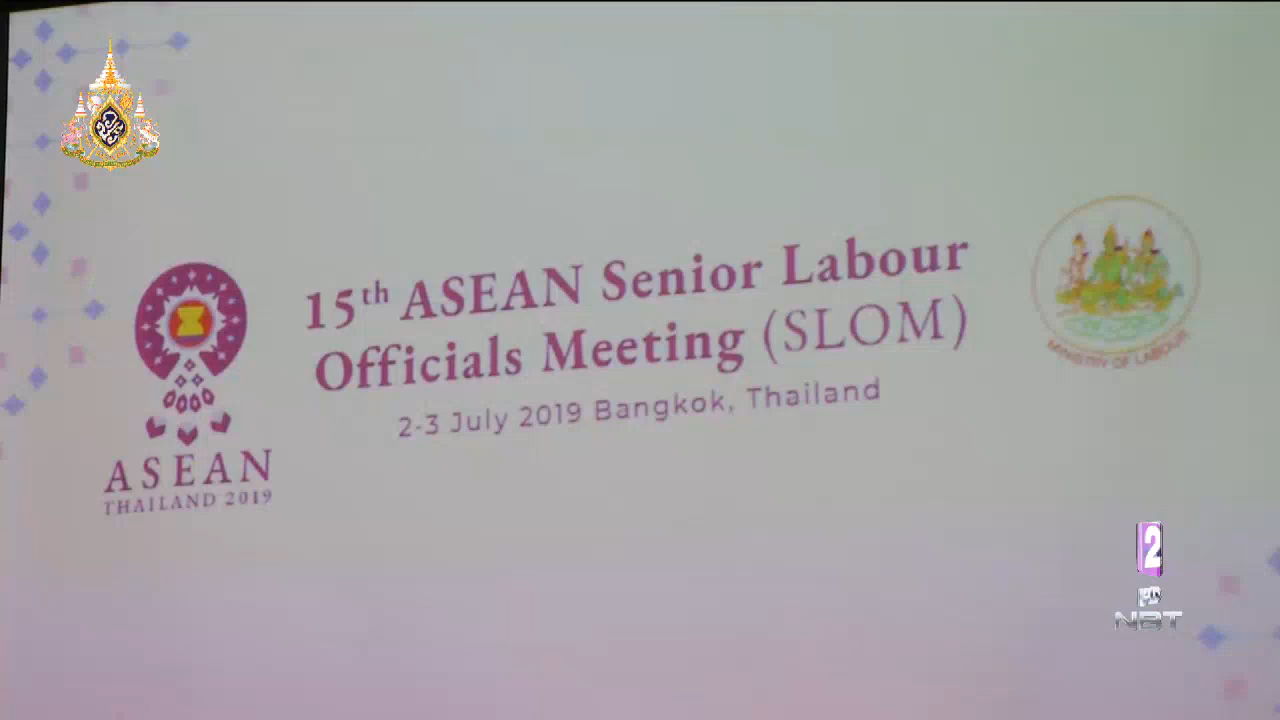 15th ASEAN Senior Labour
Officials Meeting (SLOM)
2-3 July 2019 Bangkok, Thailand
ASEAN
THAILAND 2019
MINISTRY OF LABOUR
2
NBT